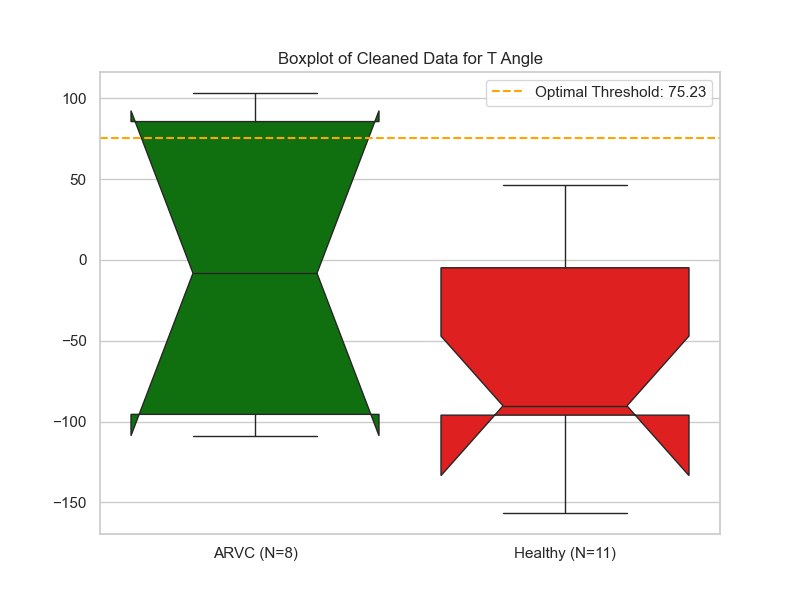 Boxplot of Cleaned Data for T Angle
Optimal Threshold: 75.23
100
50
0
−50
−100
−150
ARVC (N=8)
Healthy (N=11)